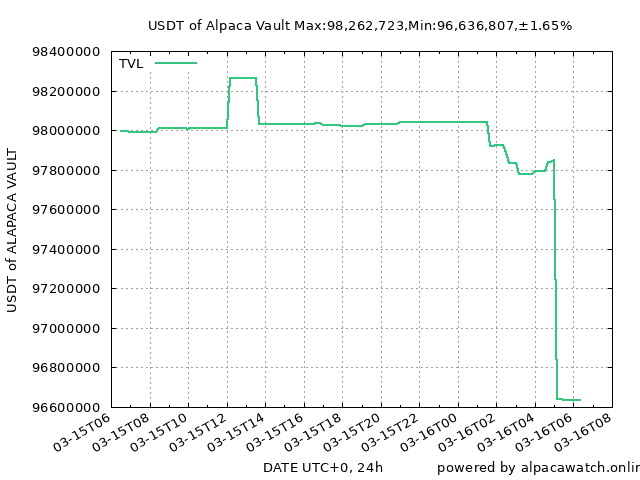 USDT of Alpaca Vault Max:98,262,723,Min:96,636,807,±1.65%
TVL
98400000
98200000
98000000
97800000
97600000
97400000
97200000
97000000
96800000
96600000
USDT of ALAPACA VAULT
03-15T06
03-15T08
03-15T10
03-15T12
03-15T14
03-15T16
03-15T18
03-15T20
03-15T22
03-16T00
03-16T02
03-16T04
03-16T06
03-16T08
DATE UTC+0, 24h
powered by alpacawatch.onlin